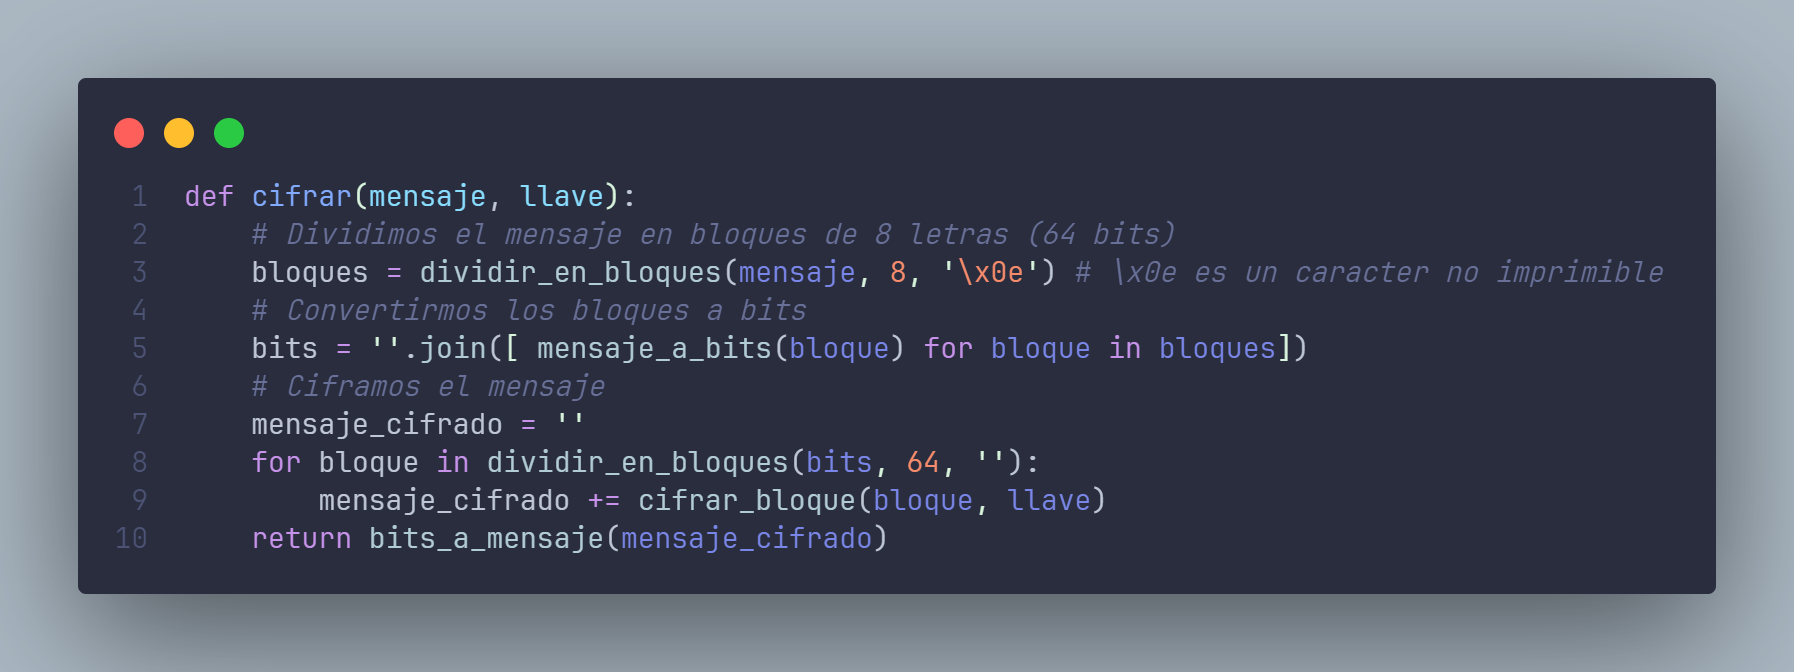 1 def cifrar(mensaje, llave):
2     # Dividimos el mensaje en bloques de 8 letras (64 bits)
3     bloques = dividir_en_bloques(mensaje, 8, '\x0e') # \x0e es un caracter no imprimible
4     # Convertirmos los bloques a bits
5     bits = ''.join([ mensaje_a_bits(bloque) for bloque in bloques])
6     # Ciframos el mensaje
7     mensaje_cifrado = ''
8     for bloque in dividir_en_bloques(bits, 64, ''):
9         mensaje_cifrado += cifrar_bloque(bloque, llave)
10     return bits_a_mensaje(mensaje_cifrado)